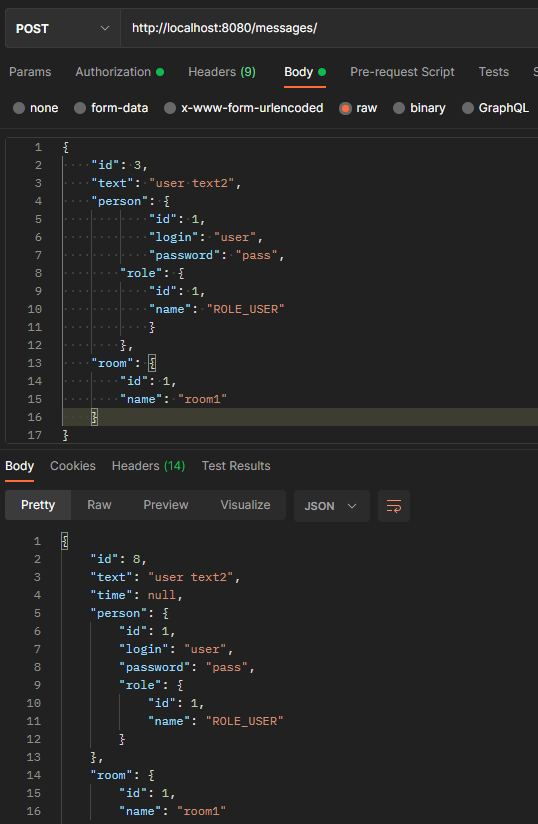 POST http://localhost:8080/messages/
Params Authorization Headers (9) Body Pre-request Script Tests S
none form-data x-www-form-urlencoded raw binary GraphQL
1 {
2 "id": 3,
3 "text": "user text2",
4 "person": {
5 "id": 1,
6 "login": "user",
7 "password": "pass",
8 "role": {
9 "id": 1,
10 "name": "ROLE_USER"
11 }
12 },
13 "room": {
14 "id": 1,
15 "name": "room1"
16 }
17 }
Body Cookies Headers (14) Test Results
Pretty Raw Preview Visualize JSON
1 {
2 "id": 8,
3 "text": "user text2",
4 "time": null,
5 "person": {
6 "id": 1,
7 "login": "user",
8 "password": "pass",
9 "role": {
10 "id": 1,
11 "name": "ROLE_USER"
12 }
13 },
14 "room": {
15 "id": 1,
16 "name": "room1"